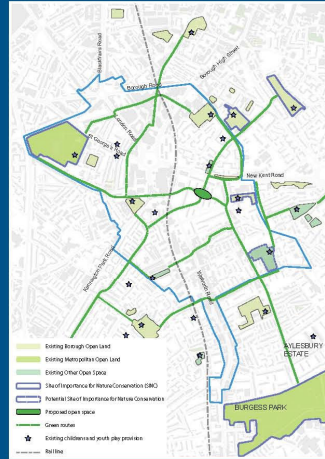 Blackfriars Road
Borough High Street
Borough Road
London Road
St George's Road
New Kent Road
Kennington Park Road
Walworth Road
AYLESBURY
ESTATE
BURGESS PARK
Existing Borough Open Land
Existing Metropolitan Open Land
Existing Other Open Space
Site of Importance for Nature Conservation (SINC)
Potential Site of Importance for Nature Conservation
Proposed open space
Green routes
Existing children and youth play provision
Rail line